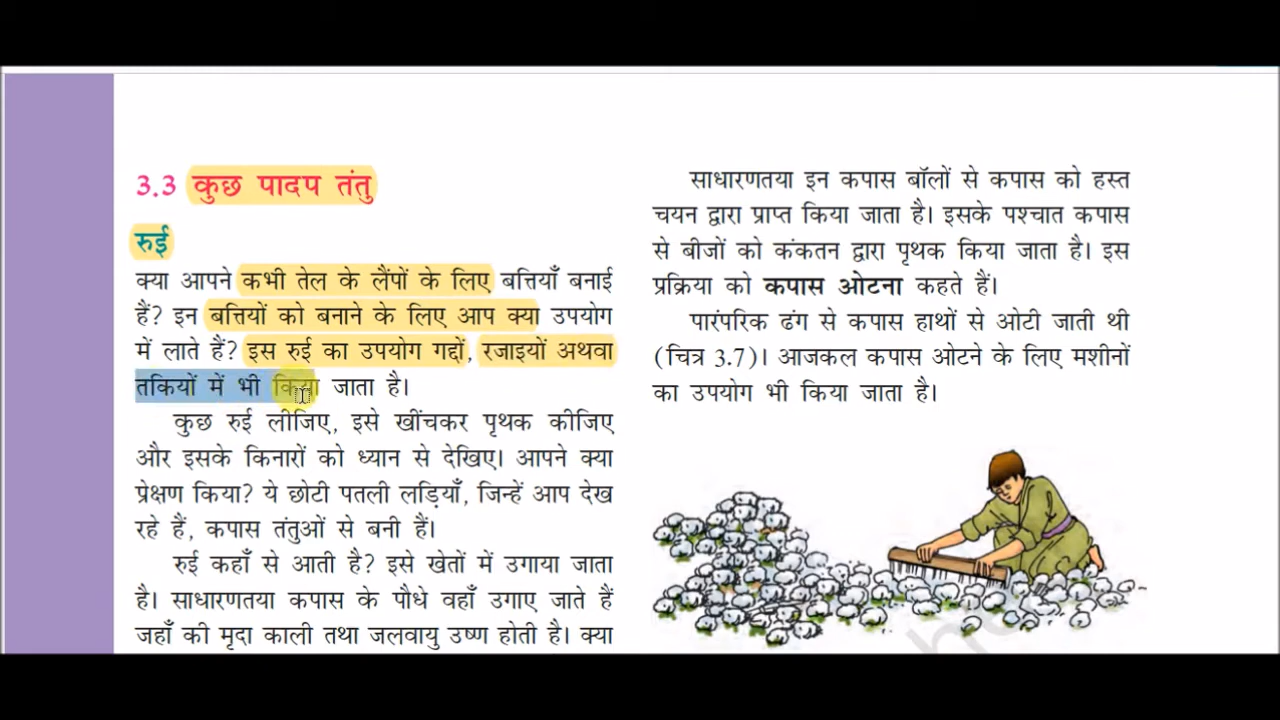 3.3 कुछ पादप तंतु
रुई
क्या आपने कभी तेल के लैंपों के लिए बत्तियाँ बनाई
हैं? इन बत्तियों को बनाने के लिए आप क्या उपयोग
में लाते हैं? इस रुई का उपयोग गद्दों, रजाइयों अथवा
तकियों में भी किया जाता है।
कुछ रुई लीजिए, इसे खींचकर पृथक कीजिए
और इसके किनारों को ध्यान से देखिए। आपने क्या
प्रेक्षण किया? ये छोटी पतली लड़ियाँ, जिन्हें आप देख
रहे हैं, कपास तंतुओं से बनी हैं।
रुई कहाँ से आती है? इसे खेतों में उगाया जाता
है। साधारणतया कपास के पौधे वहाँ उगाए जाते हैं
जहाँ की मृदा काली तथा जलवायु उष्ण होती है। क्या
साधारणतया इन कपास बॉलों से कपास को हस्त
चयन द्वारा प्राप्त किया जाता है। इसके पश्चात कपास
से बीजों को कंकतन द्वारा पृथक किया जाता है। इस
प्रक्रिया को कपास ओटना कहते हैं।
पारंपरिक ढंग से कपास हाथों से ओटी जाती थी
(चित्र 3.7)। आजकल कपास ओटने के लिए मशीनों
का उपयोग भी किया जाता है।